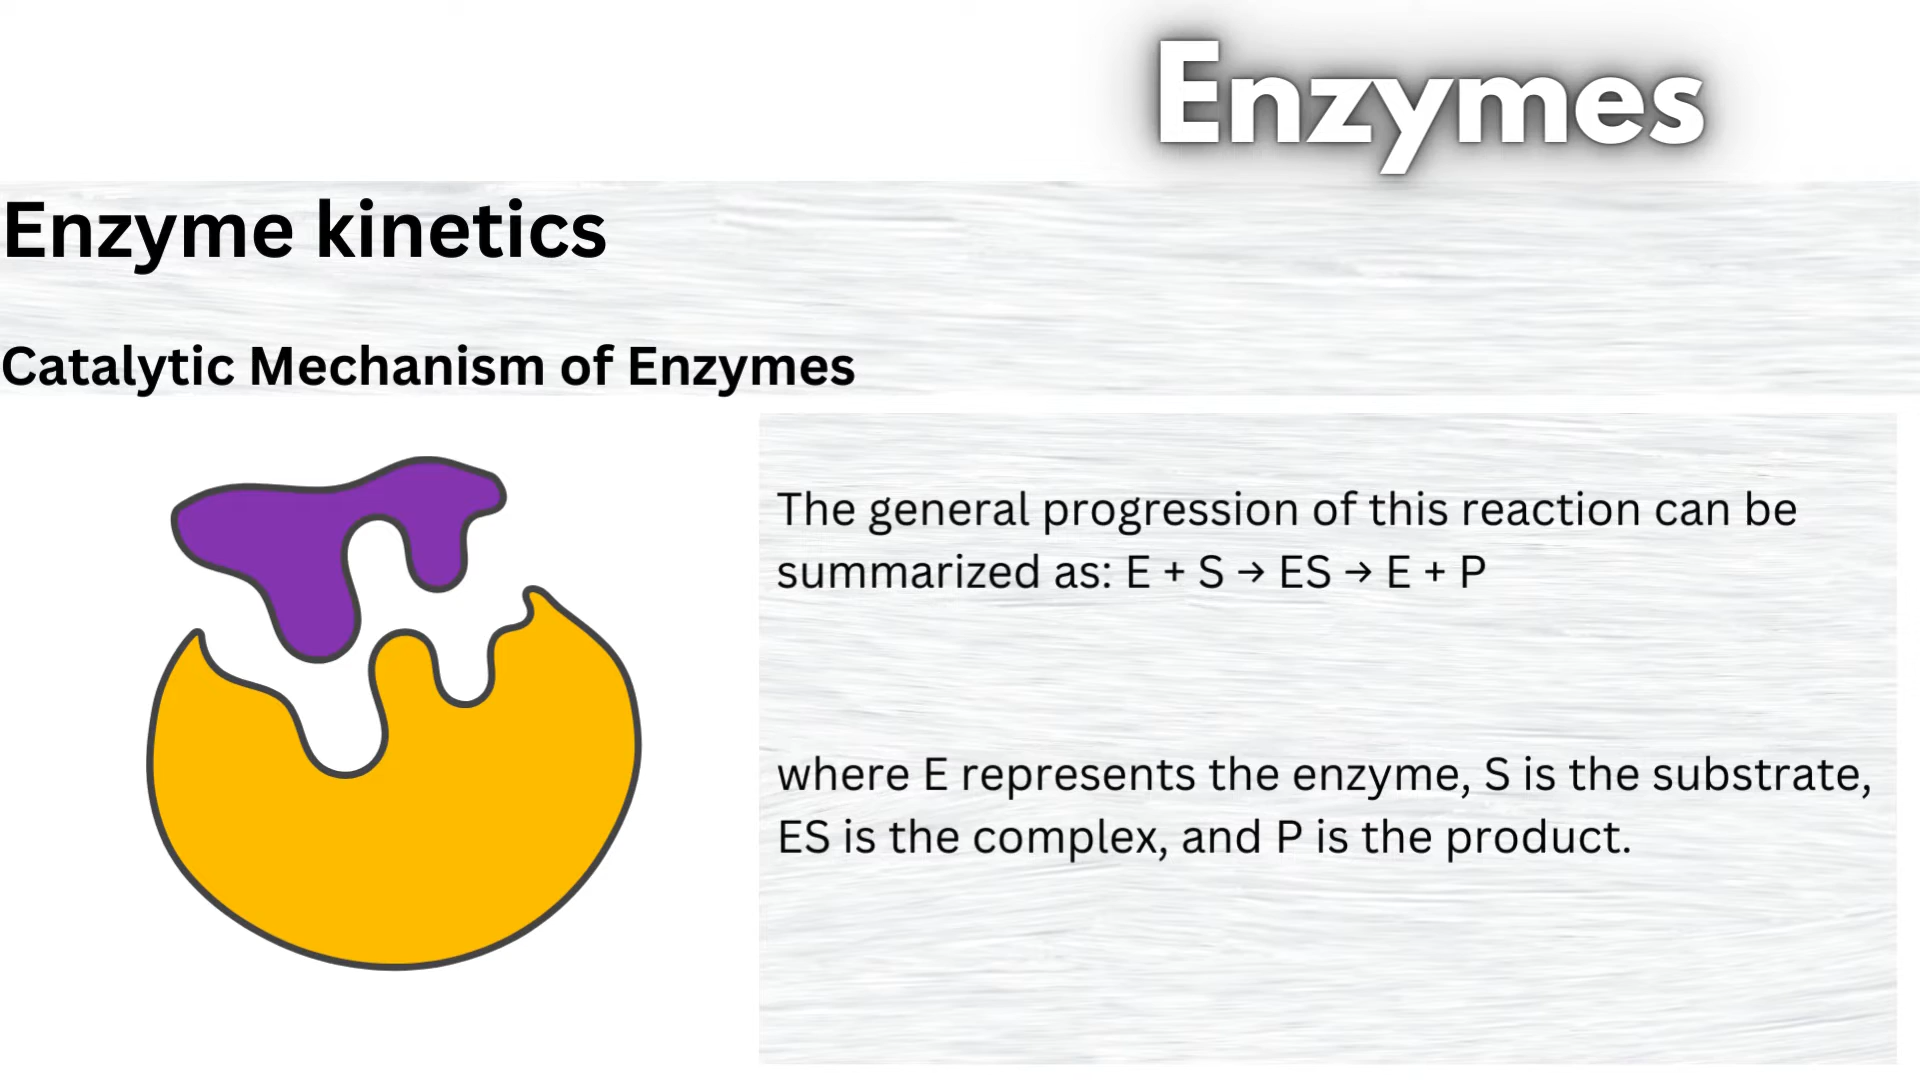 Enzymes
Enzyme kinetics
Catalytic Mechanism of Enzymes
The general progression of this reaction can be
summarized as: E + S → ES → E + P
where E represents the enzyme, S is the substrate,
ES is the complex, and P is the product.